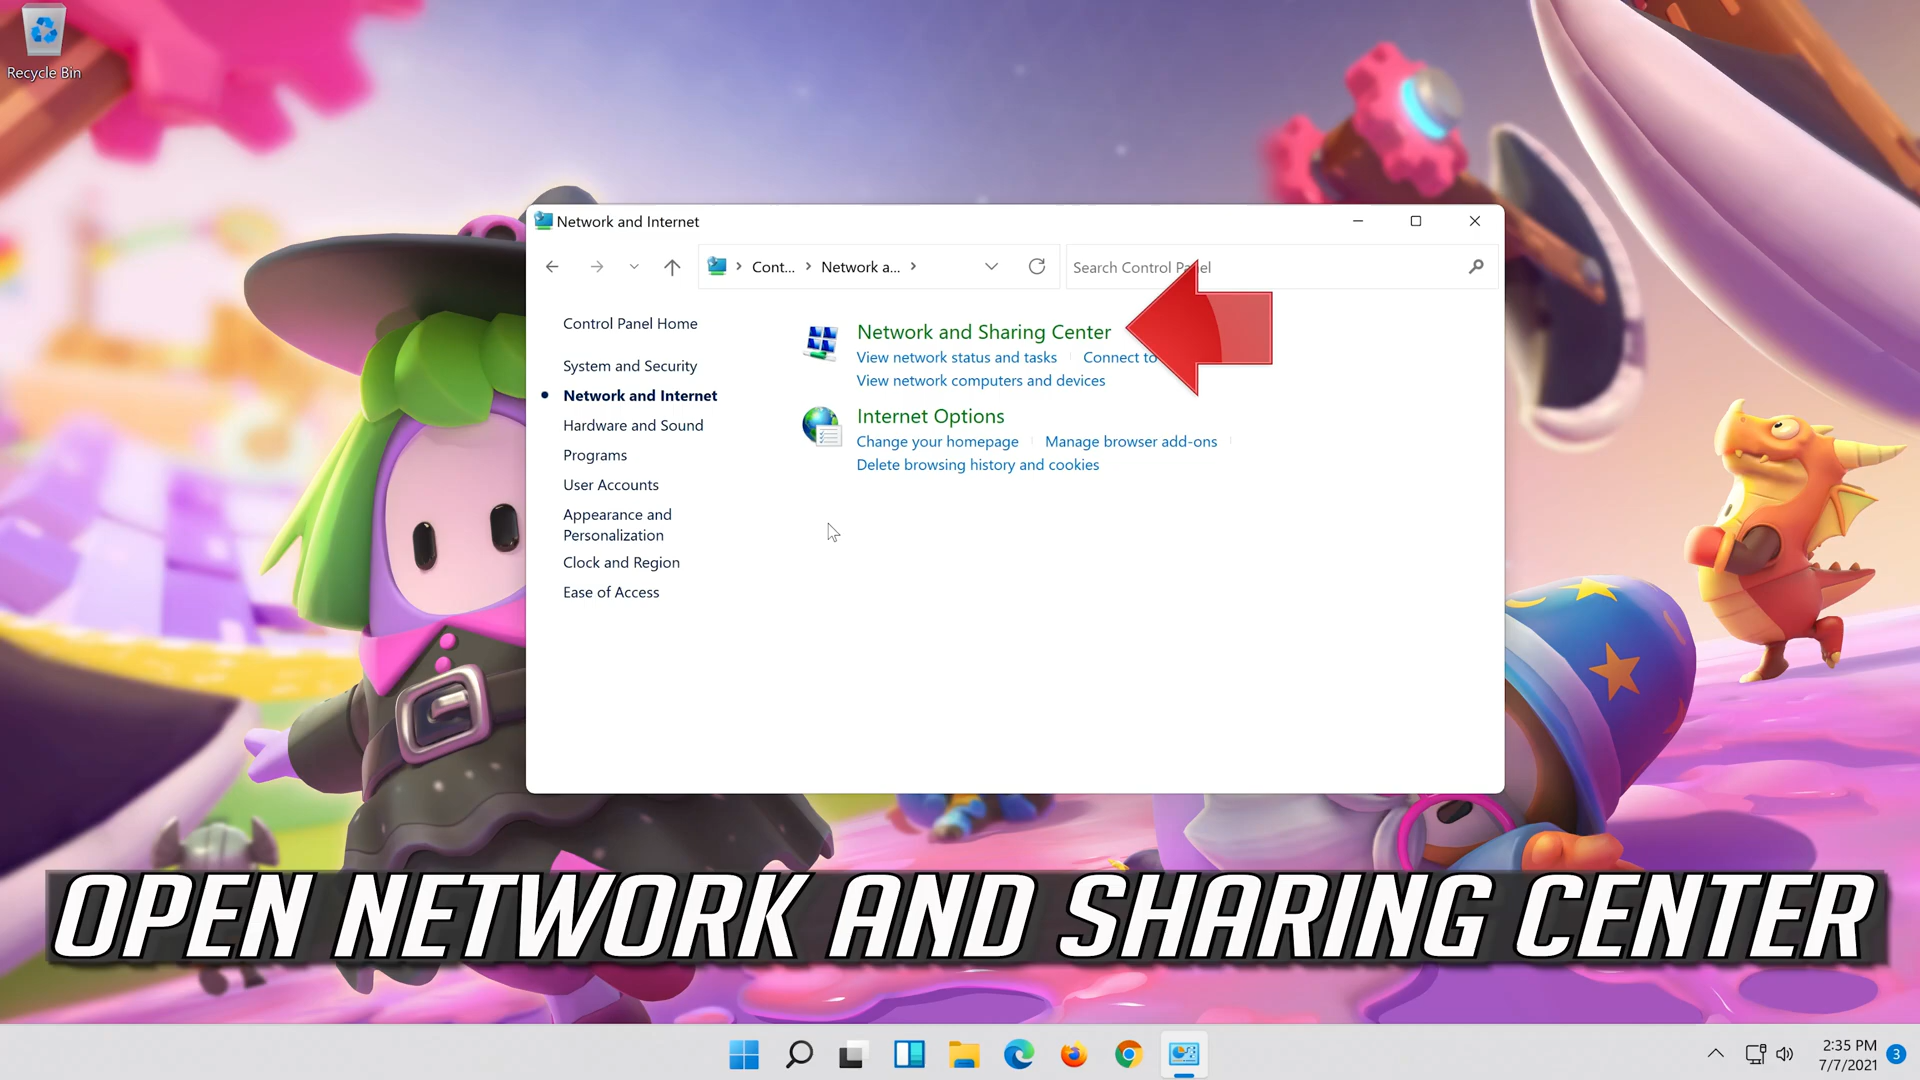 Recycle Bin
Network and Internet
Cont... Network a...
Search Control Panel
Control Panel Home
System and Security
Network and Internet
Hardware and Sound
Programs
User Accounts
Appearance and
Personalization
Clock and Region
Ease of Access
Network and Sharing Center
View network status and tasks Connect to
View network computers and devices
Internet Options
Change your homepage Manage browser add-ons
Delete browsing history and cookies
OPEN NETWORK AND SHARING CENTER
2:35 PM
7/7/2021
3